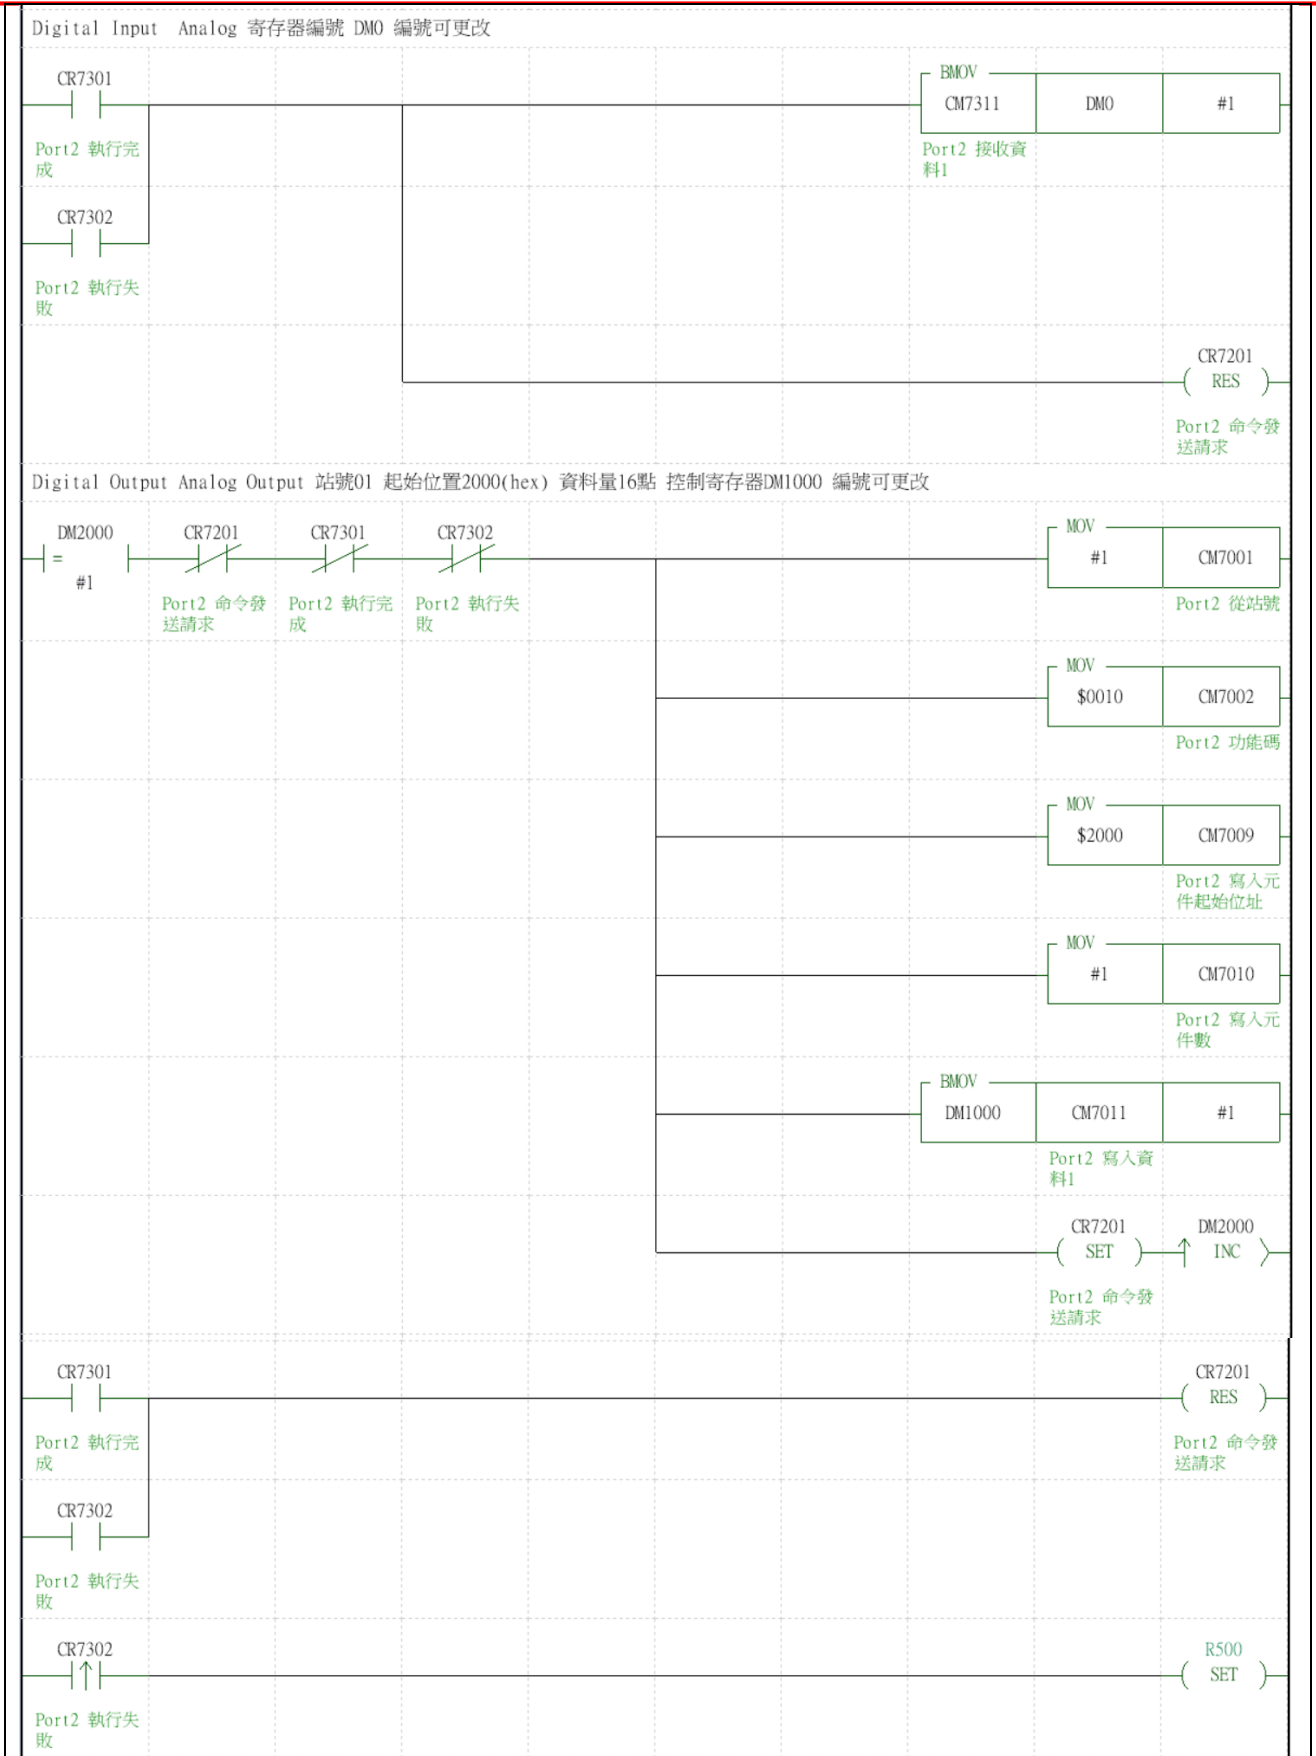 Digital Input  Analog 寄存器編號 DM0 編號可更改
CR7301
BMOV
CM7311 DM0 #1
Port2 執行完
成
Port2 接收資
料1
CR7302
Port2 執行失
敗
CR7201
RES
Port2 命令發
送請求
Digital Output Analog Output 站號01 起始位置2000(hex) 資料量16點 控制寄存器DM1000 編號可更改
DM2000 CR7201 CR7301 CR7302
MOV
= #1 CM7001
#1
Port2 命令發 Port2 執行完 Port2 執行失 Port2 從站號
送請求 成 敗
MOV
$0010 CM7002
Port2 功能碼
MOV
$2000 CM7009
Port2 寫入元
件起始位址
MOV
#1 CM7010
Port2 寫入元
件數
BMOV
DM1000 CM7011 #1
Port2 寫入資
料1
CR7201 DM2000
SET INC
Port2 命令發
送請求
CR7301 CR7201
RES
Port2 執行完 Port2 命令發
成 送請求
CR7302
Port2 執行失
敗
CR7302 R500
SET
Port2 執行失
敗